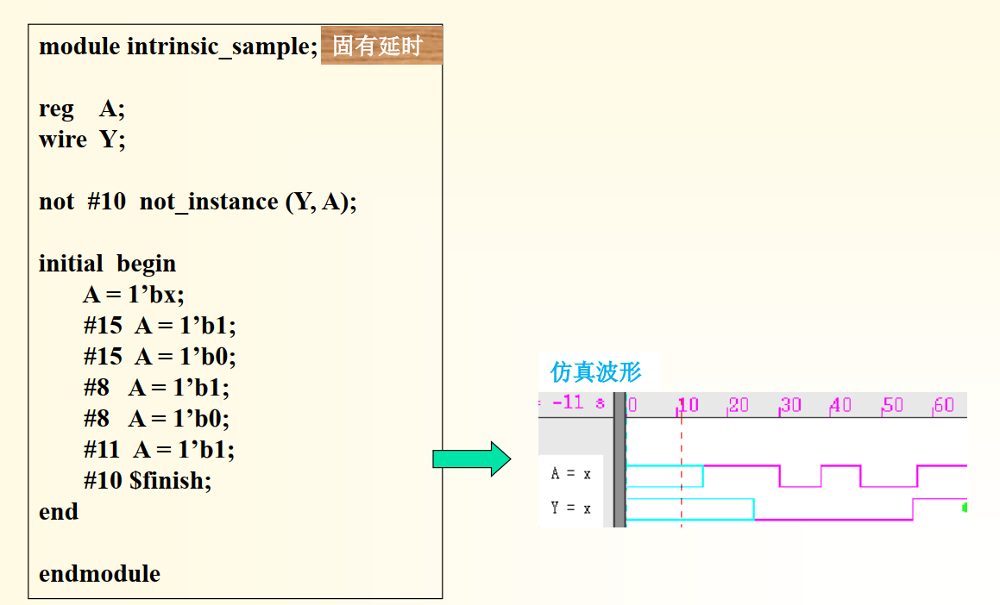 module intrinsic_sample; 固有延时
reg A;
wire Y;
not #10 not_instance (Y, A);
initial begin
A = 1’bx;
#15 A = 1’b1;
#15 A = 1’b0;
#8 A = 1’b1;
#8 A = 1’b0;
#11 A = 1’b1;
#10 $finish;
end
endmodule
仿真波形
= -11 s 0 10 20 30 40 50 60
A = x
Y = x